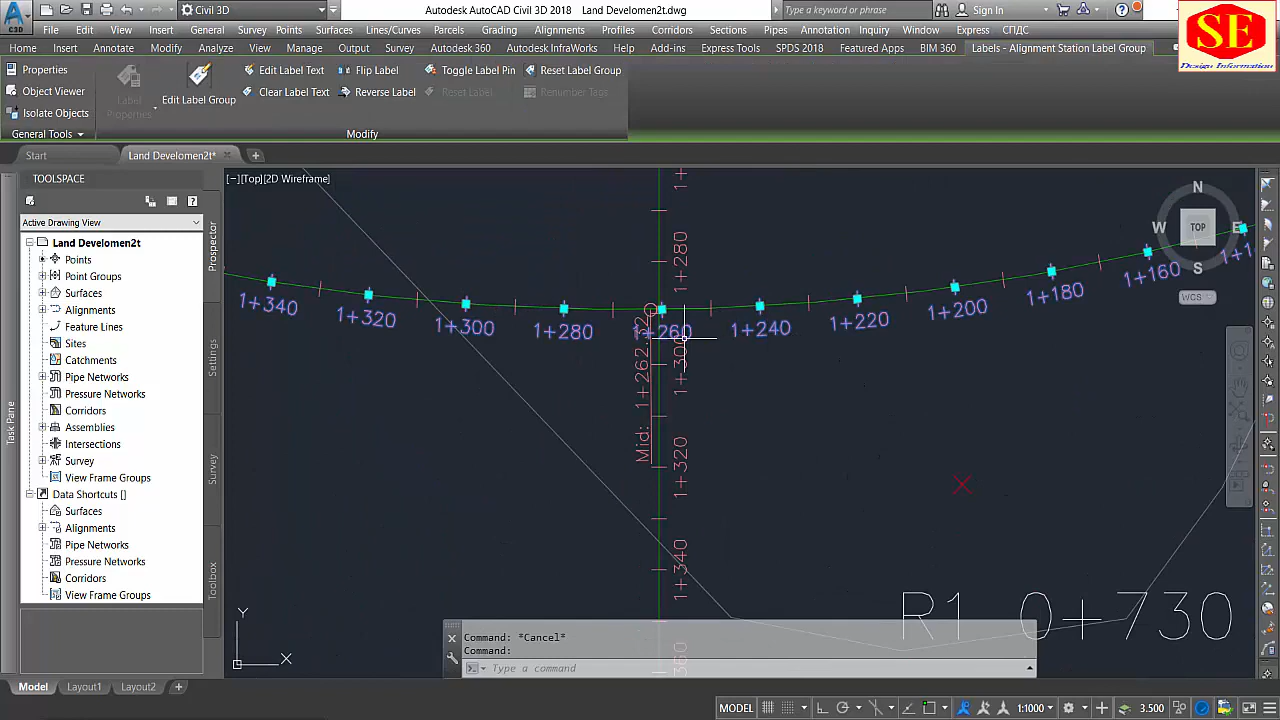 Civil 3D
Autodesk AutoCAD Civil 3D 2018 Land Develomen2t.dwg
Type a keyword or phrase
Sign In
SE
Design Information
C3D
File Edit View Insert General Survey Points Surfaces Lines/Curves Parcels Grading Alignments Profiles Corridors Sections Pipes Annotation Inquiry Window Express СПДС
Home Insert Annotate Modify Analyze View Manage Output Survey Autodesk 360 Autodesk InfraWorks Help Add-ins Express Tools SPDS 2018 Featured Apps BIM 360 Labels - Alignment Station Label Group
Properties
Object Viewer
Isolate Objects
General Tools
Label Properties
Edit Label Group
Edit Label Text
Clear Label Text
Flip Label
Reverse Label
Toggle Label Pin
Reset Label
Reset Label Group
Renumber Tags
Modify
Start
Land Develomen2t*
TOOLSPACE
Active Drawing View
Land Develomen2t
Points
Point Groups
Surfaces
Alignments
Feature Lines
Sites
Catchments
Pipe Networks
Pressure Networks
Corridors
Assemblies
Intersections
Survey
View Frame Groups
Data Shortcuts []
Surfaces
Alignments
Pipe Networks
Pressure Networks
Corridors
View Frame Groups
Prospector
Settings
Survey
Toolbox
Task Pane
[−][Top][2D Wireframe]
N
W TOP E
S
WCS
1+340
1+320
1+300
1+280
1+260
1+240
1+220
1+200
1+180
1+160
1+280
1+300
1+320
1+340
Mid: 1+262.32
R1 0+730
Y
X
Command: *Cancel*
Command:
Type a command
Model Layout1 Layout2
MODEL
1:1000
3.500